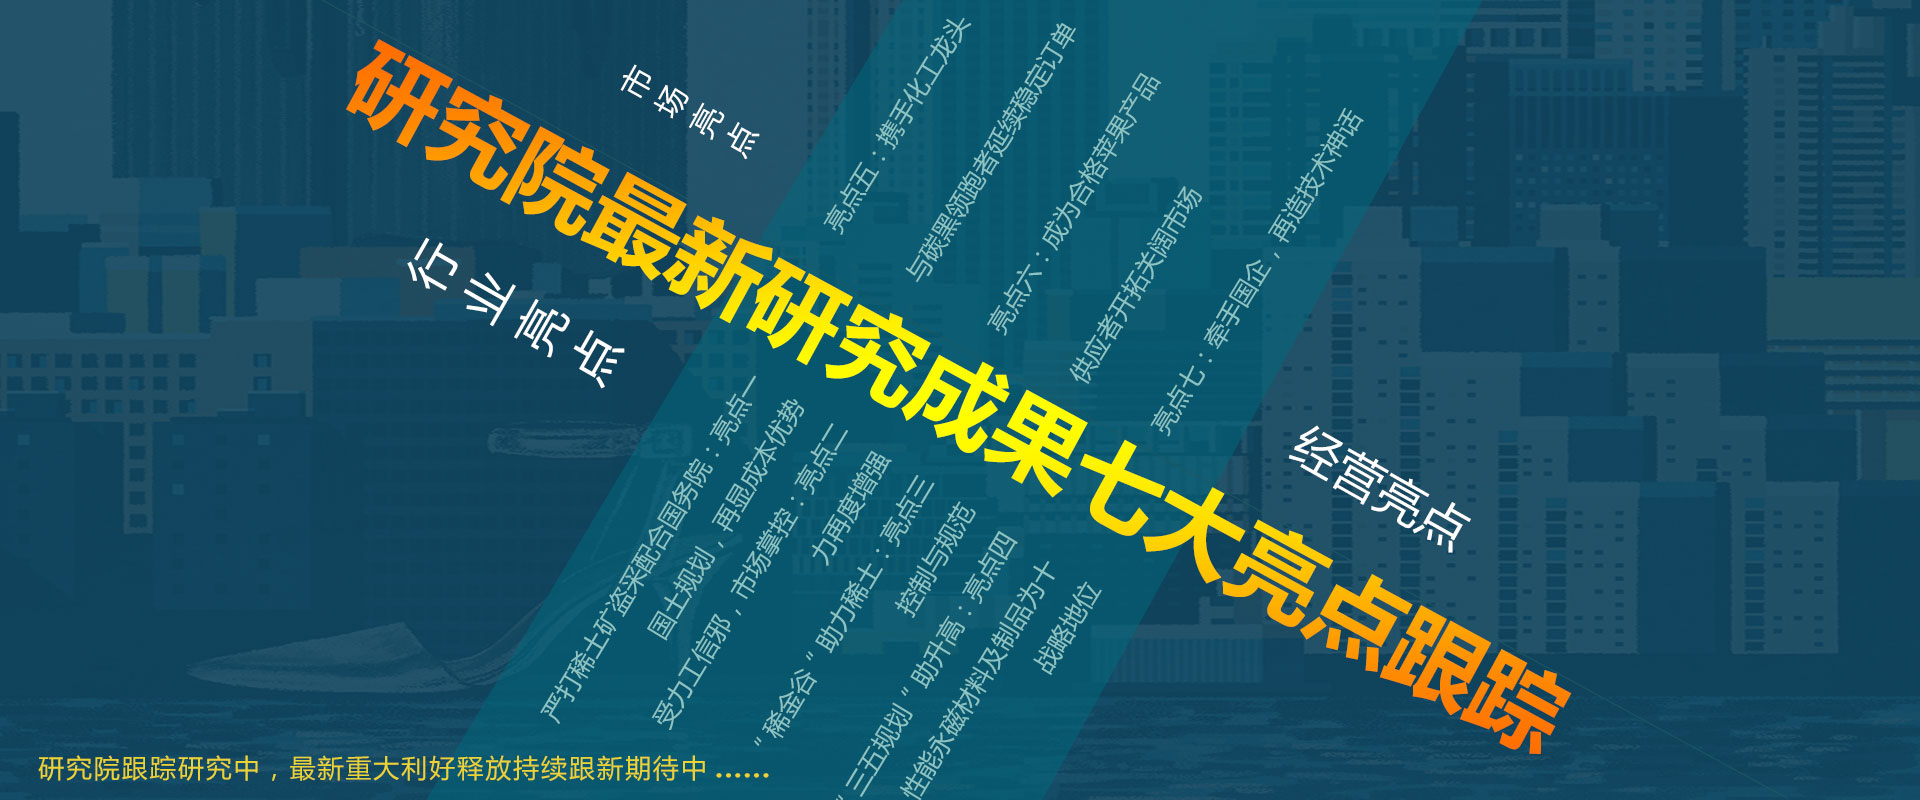 研究院最新研究成果七大亮点跟踪
市场亮点
行业亮点
经营亮点
亮点五：携手化工龙头
与碳黑领跑者延续稳定订单
亮点六：成为合格苹果产品
供应者开拓关阔市场
亮点七：牵手国企，再造技术神话
严打稀土矿盗采配合国务院：亮点一
国土规划，再显成本优势
受力工信邪，市场掌控：亮点二
力再度增强
"稀金谷"助力稀土：亮点三
控制与规范
"三五规划"助升高：亮点四
性能永磁材料及制品为十
战略地位
研究院跟踪研究中，最新重大利好释放持续跟新期待中 ......